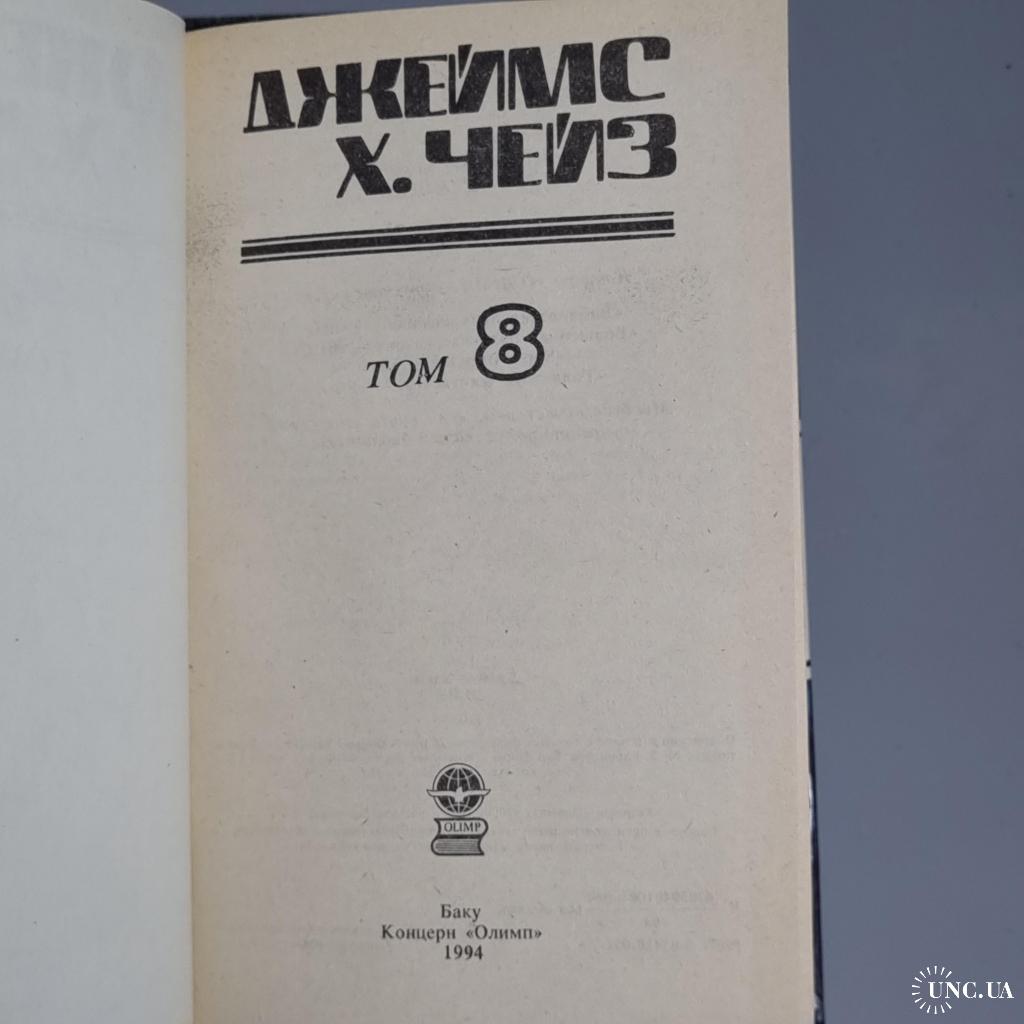 ДЖЕЙМС
Х. ЧЕЙЗ
ТОМ 8
OLIMP
Баку
Концерн «Олимп»
1994
UNC.UA